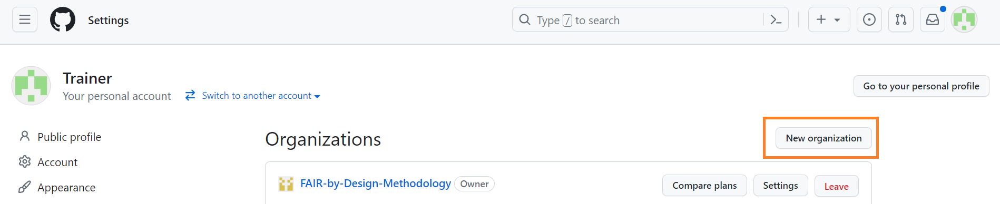 Settings
Type / to search
Trainer
Your personal account Switch to another account
Go to your personal profile
Public profile
Account
Appearance
Organizations
New organization
FAIR-by-Design-Methodology Owner
Compare plans Settings Leave